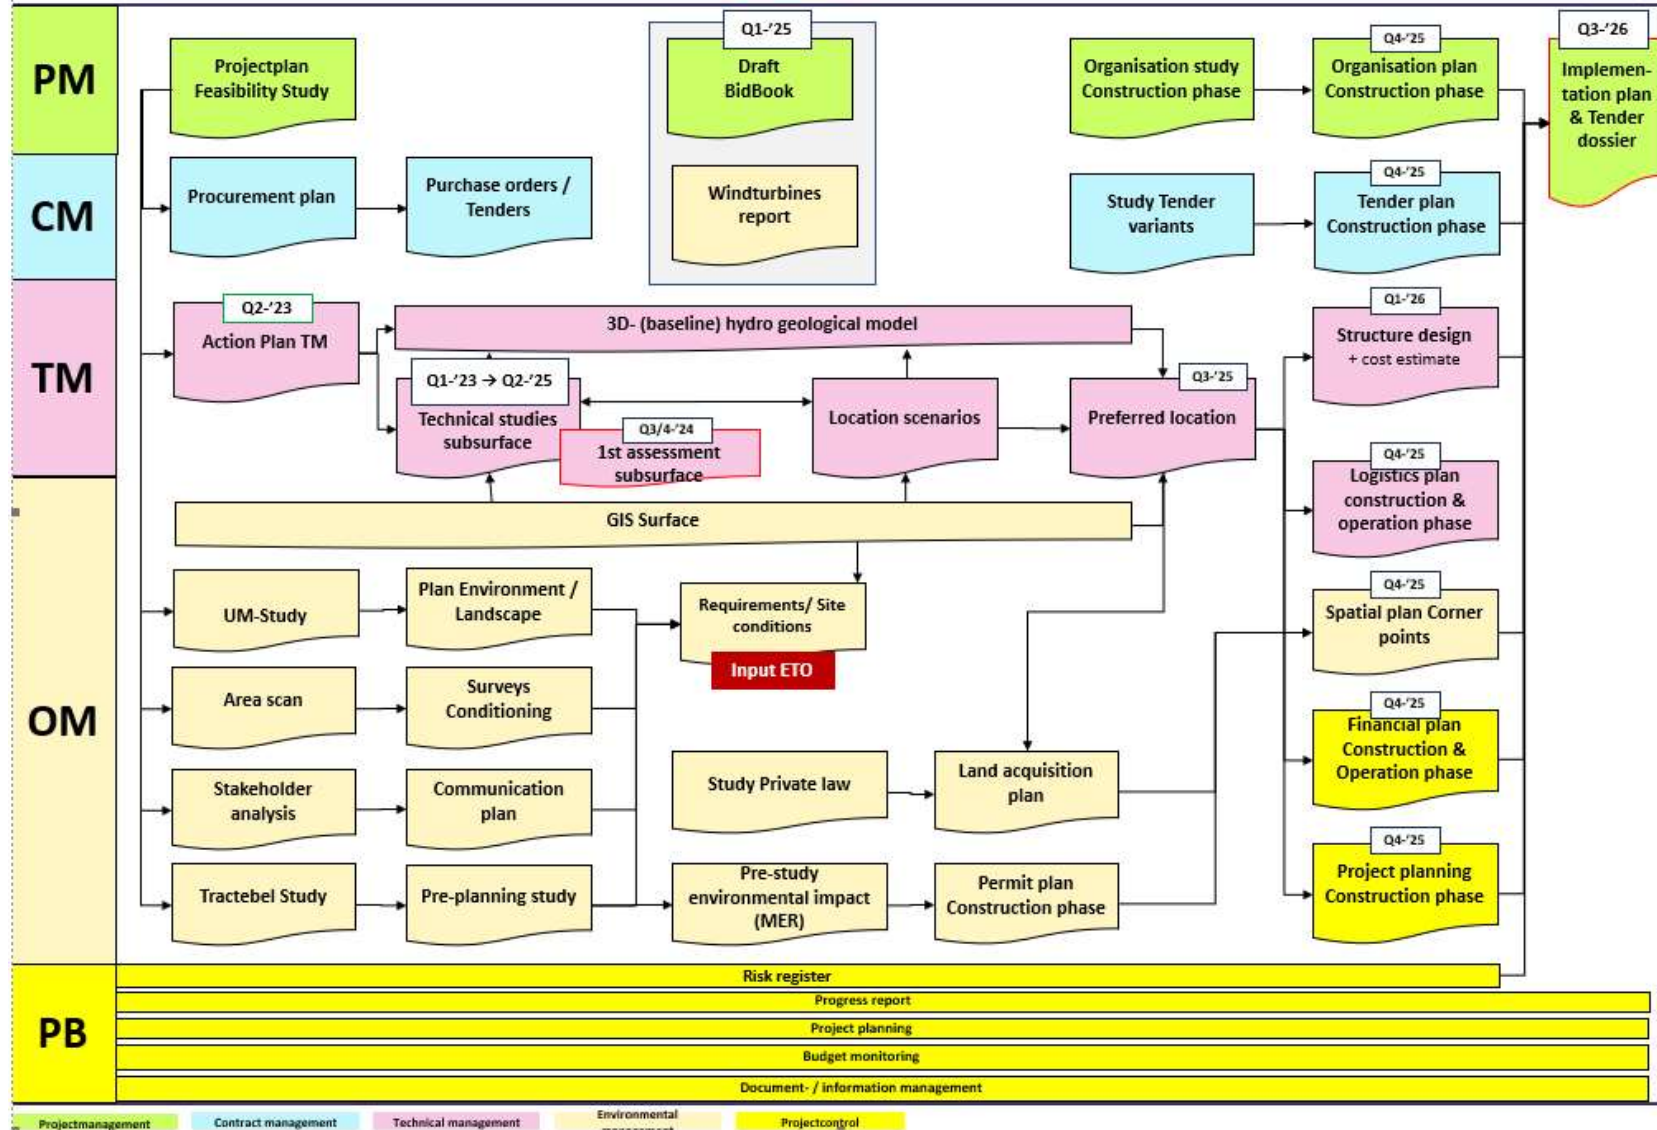 PM
Projectplan
Feasibility Study
Q1-'25
Draft
BidBook
Organisation study
Construction phase
Q4-'25
Organisation plan
Construction phase
Q3-'26
Implemen-
tation plan
& Tender
dossier
CM
Procurement plan
Purchase orders /
Tenders
Windturbines
report
Study Tender
variants
Q4-'25
Tender plan
Construction phase
TM
Q2-'23
Action Plan TM
3D- (baseline) hydro geological model
Q1-'23 → Q2-'25
Technical studies
subsurface
Q3/4-'24
1st assessment
subsurface
Location scenarios
Q3-'25
Preferred location
Q1-'26
Structure design
+ cost estimate
Q4-'25
Logistics plan
construction &
operation phase
OM
GIS Surface
UM-Study
Plan Environment /
Landscape
Requirements/ Site
conditions
Input ETO
Q4-'25
Spatial plan Corner
points
Area scan
Surveys
Conditioning
Q4-'25
Financial plan
Construction &
Operation phase
Stakeholder
analysis
Communication
plan
Study Private law
Land acquisition
plan
Tractebel Study
Pre-planning study
Pre-study
environmental impact
(MER)
Permit plan
Construction phase
Q4-'25
Project planning
Construction phase
PB
Risk register
Progress report
Project planning
Budget monitoring
Document- / information management
Projectmanagement
Contract management
Technical management
Environmental
management
Projectcontrol